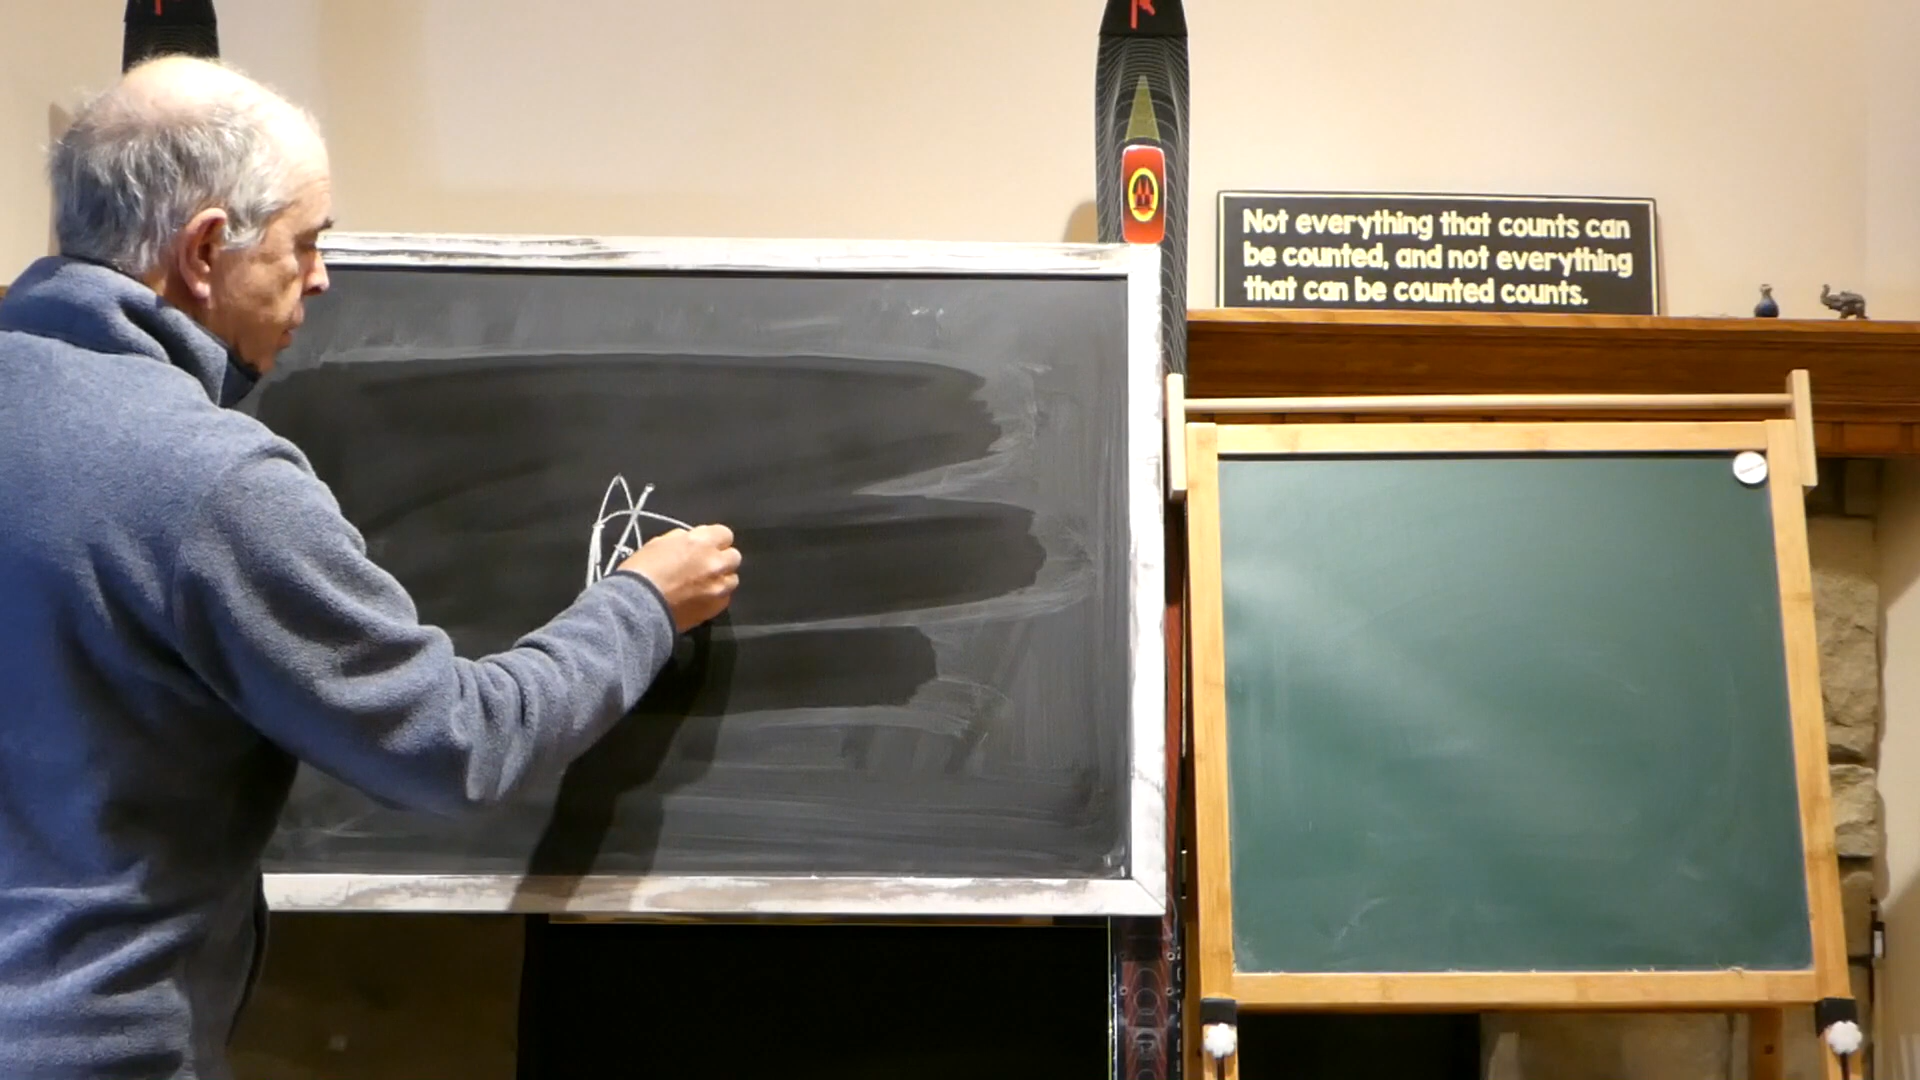 Not everything that counts can
be counted, and not everything
that can be counted counts.